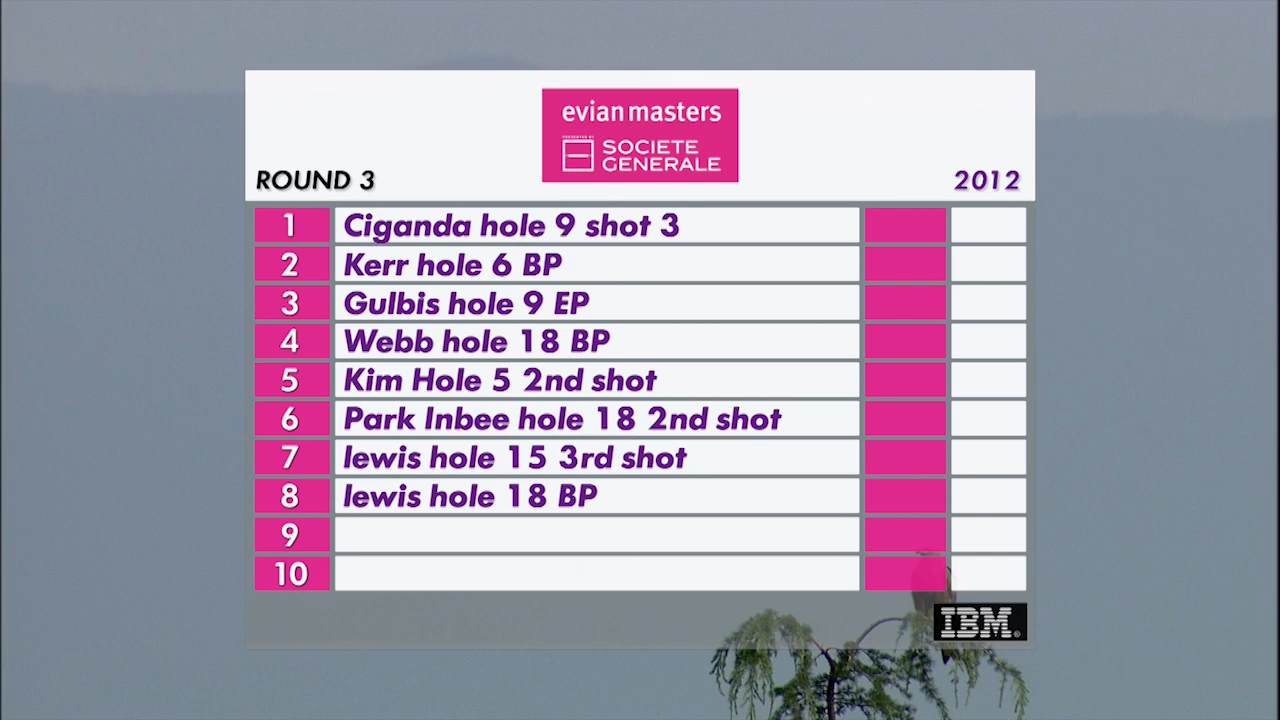 evian masters
PRESENTED BY
SOCIETE
GENERALE
ROUND 3
2012
1 Ciganda hole 9 shot 3
2 Kerr hole 6 BP
3 Gulbis hole 9 EP
4 Webb hole 18 BP
5 Kim Hole 5 2nd shot
6 Park Inbee hole 18 2nd shot
7 lewis hole 15 3rd shot
8 lewis hole 18 BP
9
10
IBM®